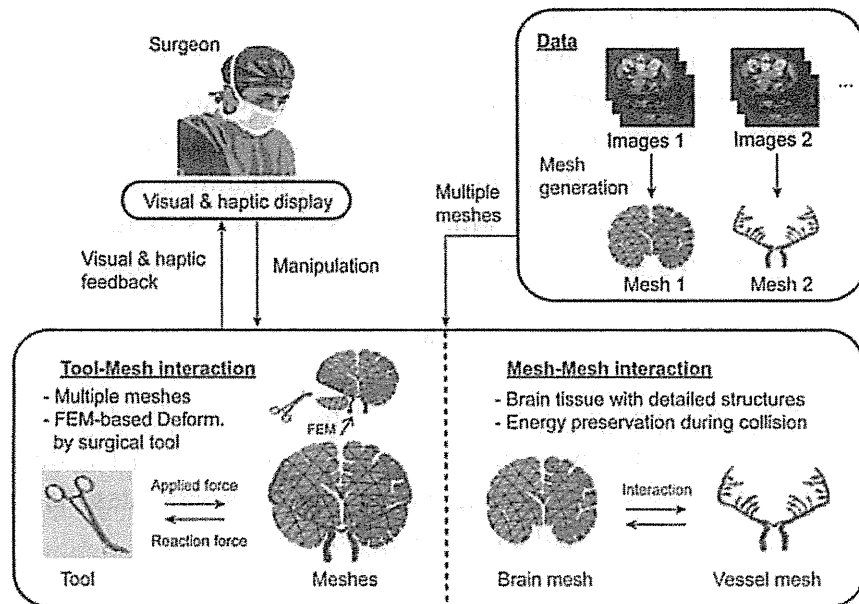 Surgeon
Visual & haptic display
Visual & haptic
feedback
Manipulation
Data
Images 1
Images 2
...
Mesh
generation
Mesh 1
Mesh 2
Multiple
meshes
Tool-Mesh interaction
- Multiple meshes
- FEM-based Deform.
by surgical tool
FEM
Applied force
Reaction force
Tool
Meshes
Mesh-Mesh interaction
- Brain tissue with detailed structures
- Energy preservation during collision
Interaction
Brain mesh
Vessel mesh